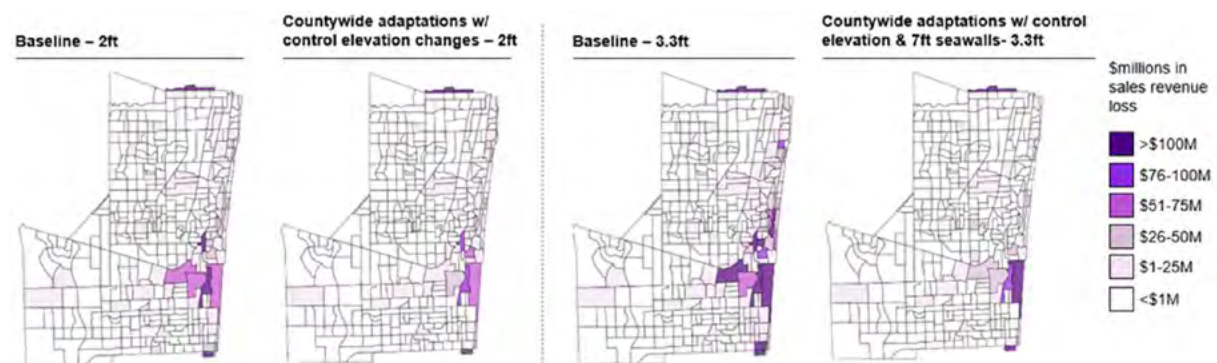 Baseline – 2ft
Countywide adaptations w/
control elevation changes – 2ft
Baseline – 3.3ft
Countywide adaptations w/ control
elevation & 7ft seawalls- 3.3ft
$millions in
sales revenue
loss
>$100M
$76-100M
$51-75M
$26-50M
$1-25M
<$1M